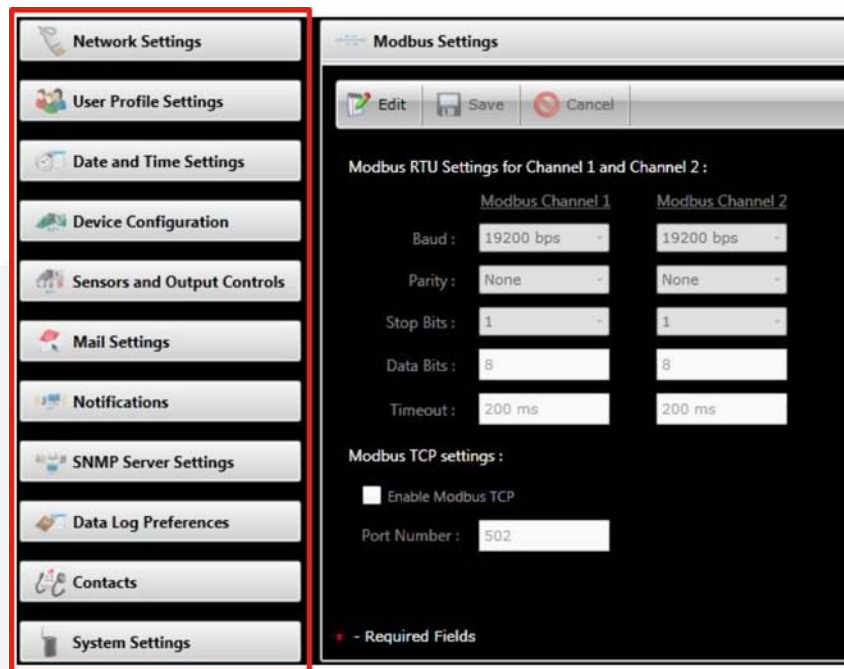 Network Settings
User Profile Settings
Date and Time Settings
Device Configuration
Sensors and Output Controls
Mail Settings
Notifications
SNMP Server Settings
Data Log Preferences
Contacts
System Settings
Modbus Settings
Edit Save Cancel
Modbus RTU Settings for Channel 1 and Channel 2 :
Modbus Channel 1 Modbus Channel 2
Baud : 19200 bps 19200 bps
Parity : None None
Stop Bits : 1 1
Data Bits : 8 8
Timeout : 200 ms 200 ms
Modbus TCP settings :
Enable Modbus TCP
Port Number : 502
* - Required Fields